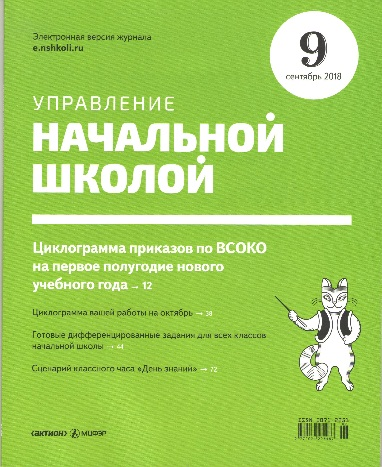 Электронная версия журнала
e.nshkoli.ru
9
сентябрь 2018
УПРАВЛЕНИЕ
НАЧАЛЬНОЙ
ШКОЛОЙ
Циклограмма приказов по ВСОКО
на первое полугодие нового
учебного года → 12
Циклограмма вашей работы на октябрь → 38
Готовые дифференцированные задания для всех классов
начальной школы → 44
Сценарий классного часа «День знаний» → 72
‹актион› МЦФЭР